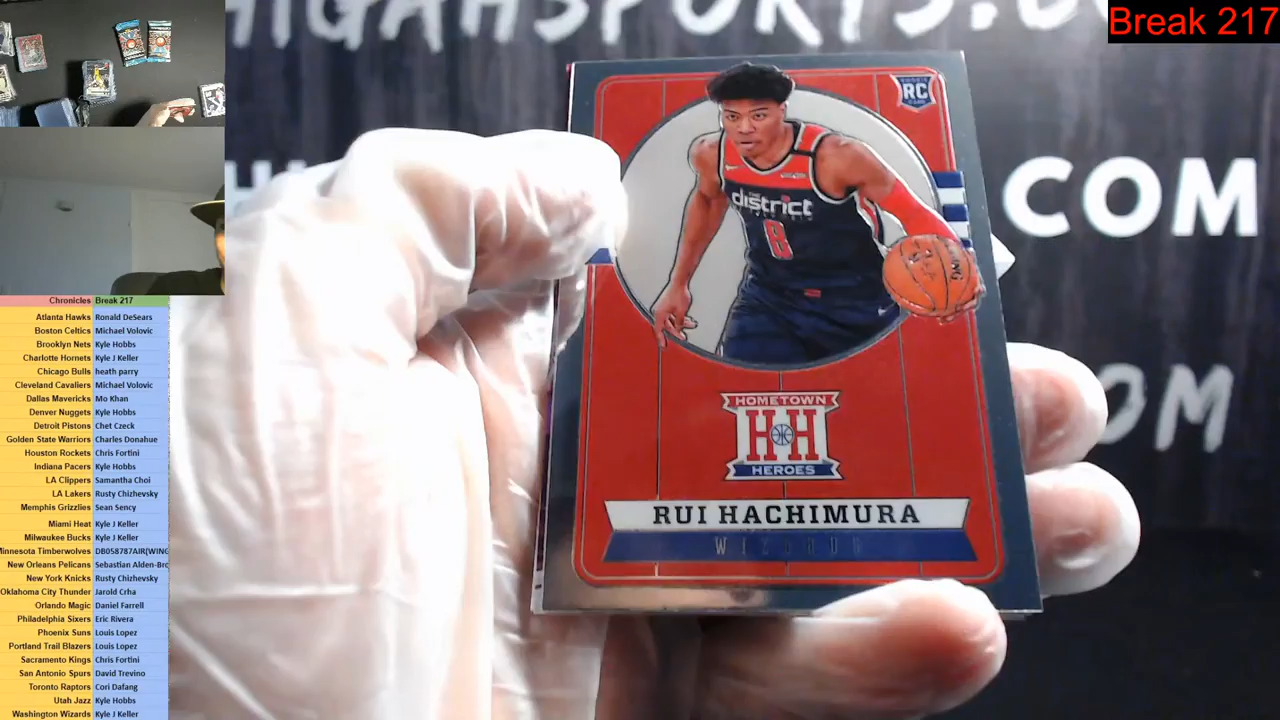 HIGAHSPORTS.
Break 217
COM
COM
RC
district
8
HOMETOWN
HH
HEROES
RUI HACHIMURA
WIZARDS
Chronicles Break 217
Atlanta Hawks Ronald DeSears
Boston Celtics Michael Volovic
Brooklyn Nets Kyle Hobbs
Charlotte Hornets Kyle J Keller
Chicago Bulls heath parry
Cleveland Cavaliers Michael Volovic
Dallas Mavericks Mo Khan
Denver Nuggets Kyle Hobbs
Detroit Pistons Chet Czeck
Golden State Warriors Charles Donahue
Houston Rockets Chris Fortini
Indiana Pacers Kyle Hobbs
LA Clippers Samantha Choi
LA Lakers Rusty Chizhevsky
Memphis Grizzlies Sean Sency
Miami Heat Kyle J Keller
Milwaukee Bucks Kyle J Keller
Minnesota Timberwolves DB058787AIR(WING
New Orleans Pelicans Sebastian Alden-Bro
New York Knicks Rusty Chizhevsky
Oklahoma City Thunder Jarold Crha
Orlando Magic Daniel Farrell
Philadelphia Sixers Eric Rivera
Phoenix Suns Louis Lopez
Portland Trail Blazers Louis Lopez
Sacramento Kings Chris Fortini
San Antonio Spurs David Trevino
Toronto Raptors Cori Dafang
Utah Jazz Kyle Hobbs
Washington Wizards Kyle J Keller